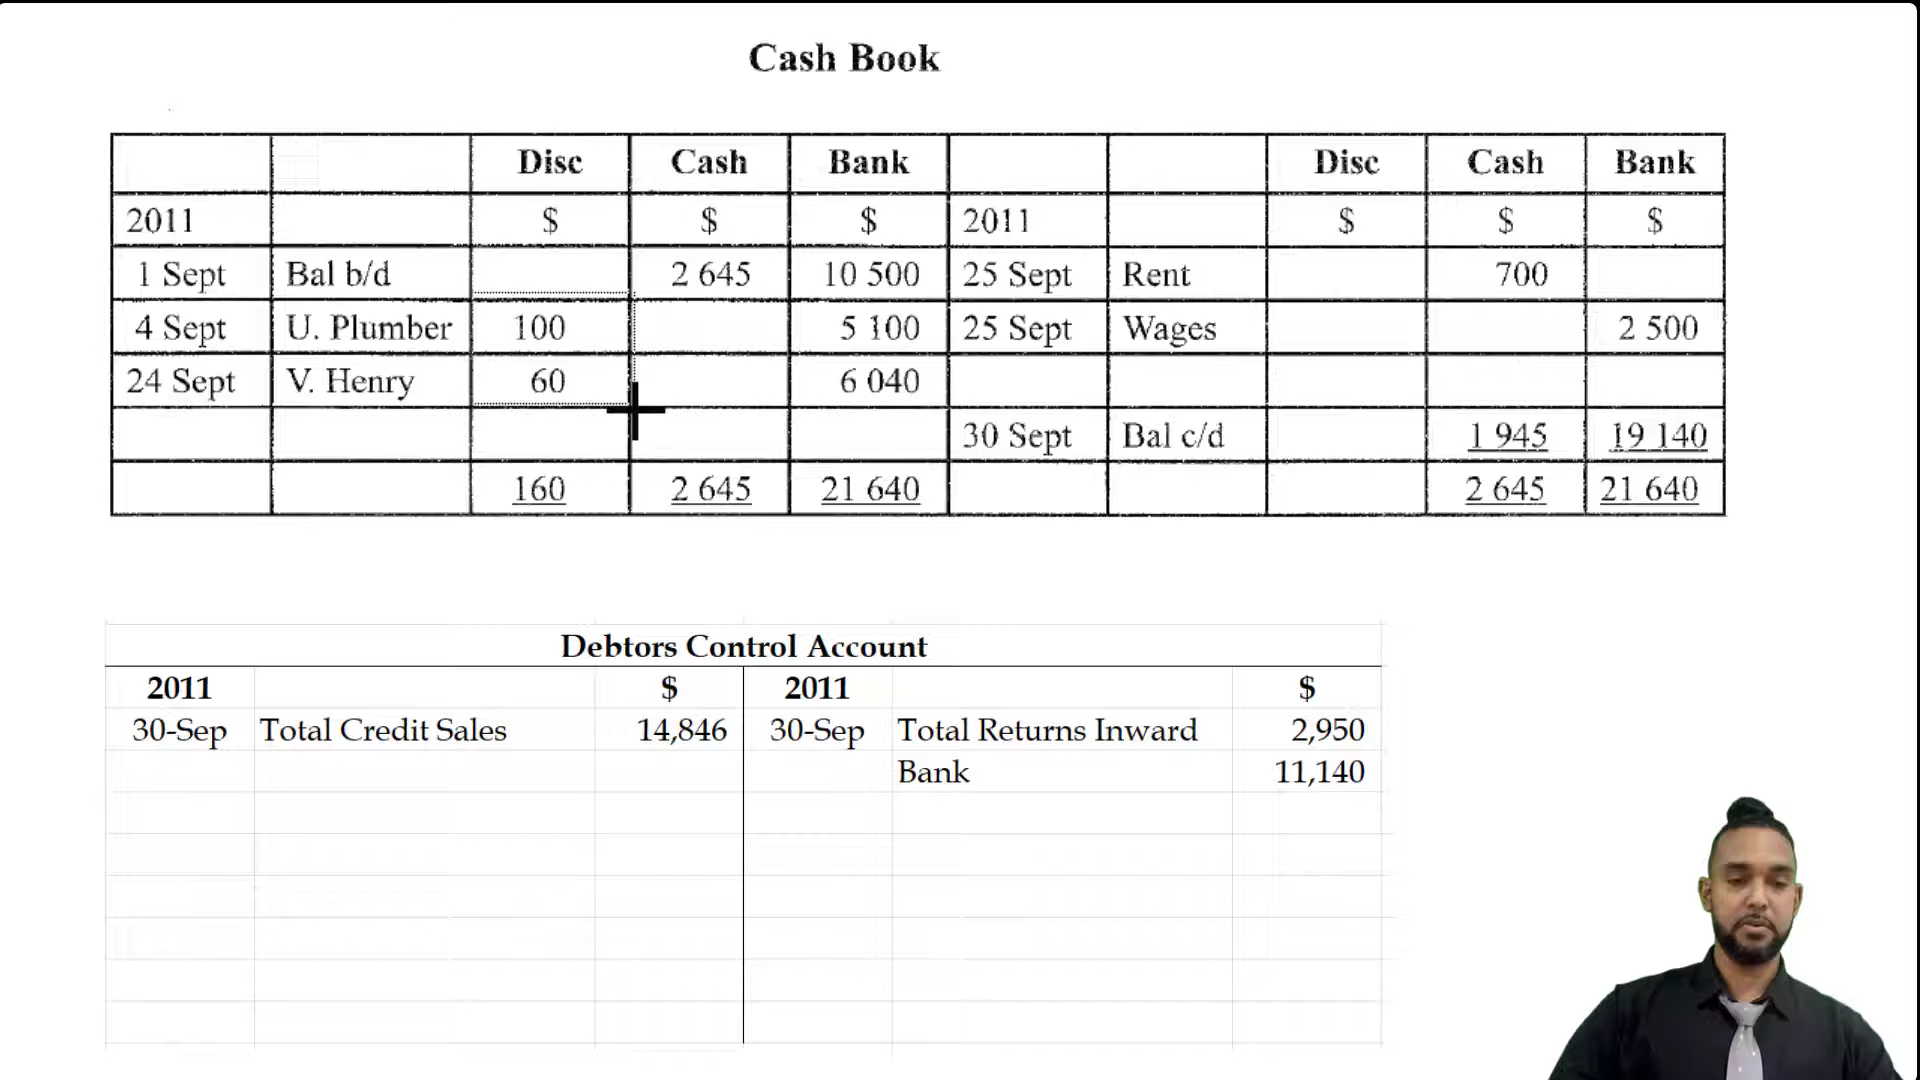 Cash Book
Disc Cash Bank Disc Cash Bank
2011 $ $ $ 2011 $ $ $
1 Sept Bal b/d 2 645 10 500 25 Sept Rent 700
4 Sept U. Plumber 100 5 100 25 Sept Wages 2 500
24 Sept V. Henry 60 6 040
30 Sept Bal c/d 1 945 19 140
160 2 645 21 640 2 645 21 640
Debtors Control Account
2011 $ 2011 $
30-Sep Total Credit Sales 14,846 30-Sep Total Returns Inward 2,950
Bank 11,140